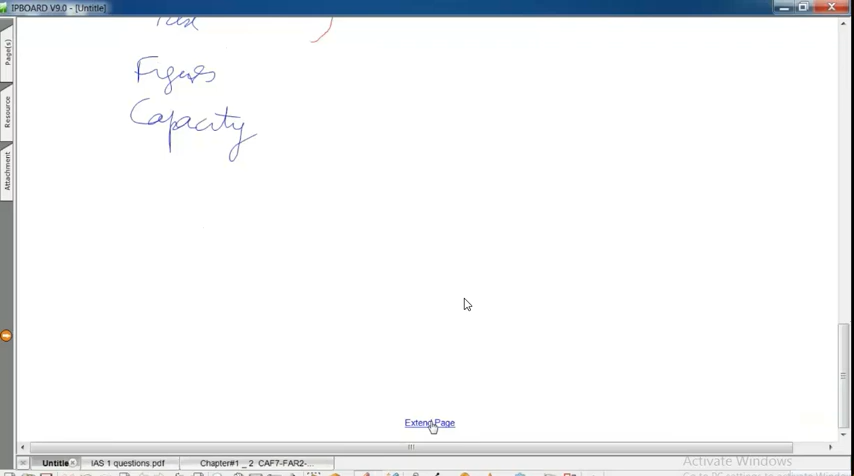 IPBOARD V9.0 - [Untitle]
Page(s)
Resource
Attachment
Figures
Capacity
Extend Page
Activate Windows
Untitle
IAS 1 questions.pdf
Chapter#1 _ 2 CAF7-FAR2-...